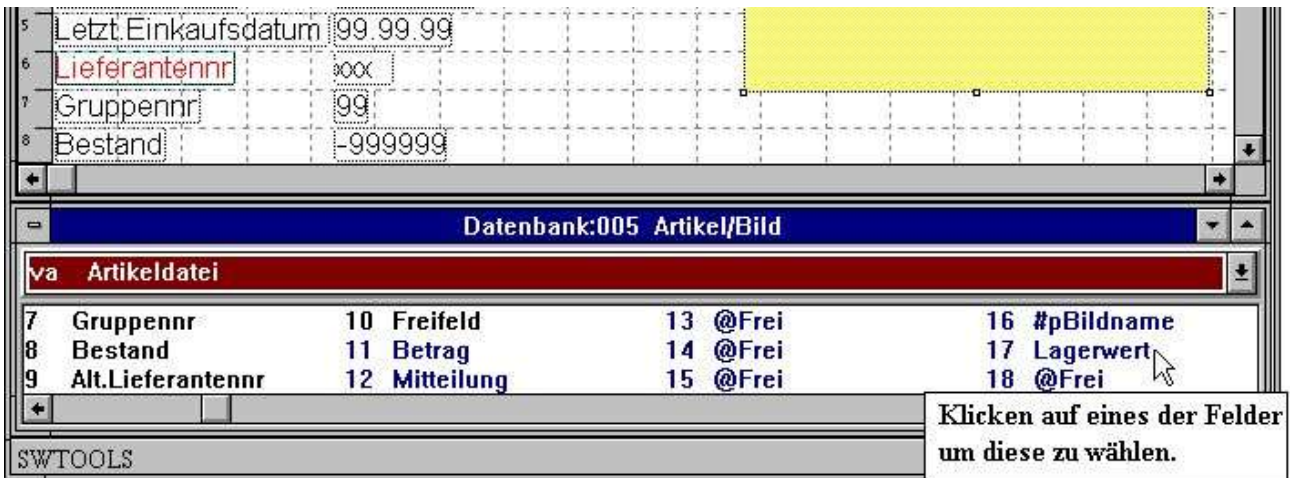 5 Letzt.Einkaufsdatum 99.99.99
6 Lieferantennr xxx
7 Gruppennr 99
8 Bestand -999999
Datenbank:005 Artikel/Bild
va Artikeldatei
7 Gruppennr 10 Freifeld 13 @Frei 16 #pBildname
8 Bestand 11 Betrag 14 @Frei 17 Lagerwert
9 Alt.Lieferantennr 12 Mitteilung 15 @Frei 18 @Frei
Klicken auf eines der Felder
um diese zu wählen.
SWTOOLS